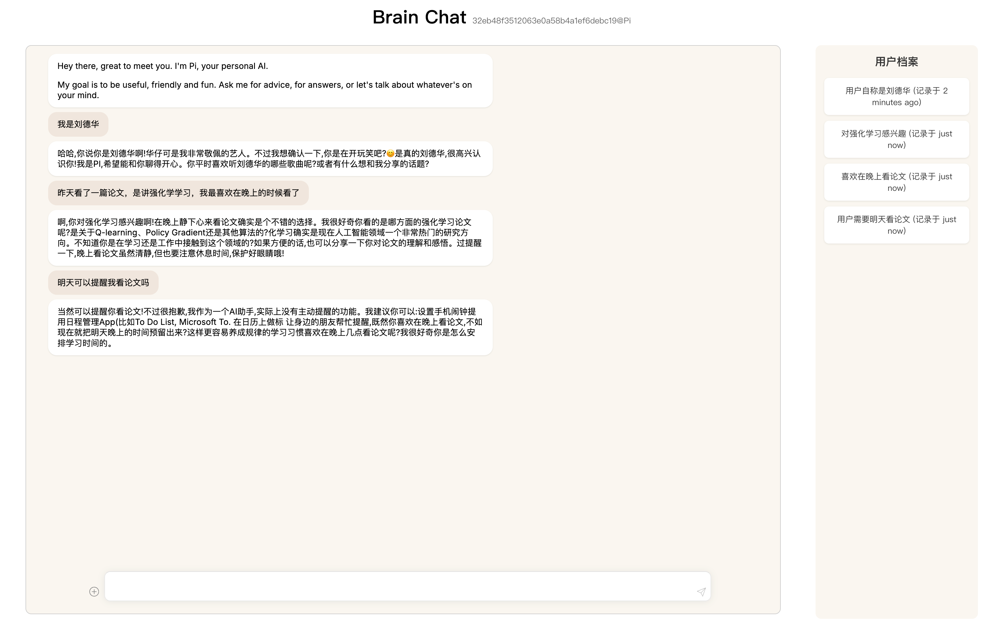 Brain Chat 32eb48f3512063e0a58b4a1ef6debc19@Pi
Hey there, great to meet you. I'm Pi, your personal AI.
My goal is to be useful, friendly and fun. Ask me for advice, for answers, or let's talk about whatever's on
your mind.
我是刘德华
哈哈,你说你是刘德华啊!华仔可是我非常敬佩的艺人。不过我想确认一下,你是在开玩笑吧?😊是真的刘德华,很高兴认
识你!我是PI,希望能和你聊得开心。你平时喜欢听刘德华的哪些歌曲呢?或者有什么想和我分享的话题?
昨天看了一篇论文，是讲强化学学习，我最喜欢在晚上的时候看了
啊,你对强化学习感兴趣啊!在晚上静下心来看论文确实是个不错的选择。我很好奇你看的是哪方面的强化学习论文
呢?是关于Q-learning、Policy Gradient还是其他算法的?化学习确实是现在人工智能领域一个非常热门的研究方
向。不知道你是在学习还是工作中接触到这个领域的?如果方便的话,也可以分享一下你对论文的理解和感悟。过提醒
一下,晚上看论文虽然清静,但也要注意休息时间,保护好眼睛哦!
明天可以提醒我看论文吗
当然可以提醒你看论文!不过很抱歉,我作为一个AI助手,实际上没有主动提醒的功能。我建议你可以:设置手机闹钟提
用日程管理App(比如To Do List, Microsoft To. 在日历上做标 让身边的朋友帮忙提醒,既然你喜欢在晚上看论文,不如
现在就把明天晚上的时间预留出来?这样更容易养成规律的学习习惯喜欢在晚上几点看论文呢?我很好奇你是怎么安
排学习时间的。
用户档案
用户自称是刘德华 (记录于 2
minutes ago)
对强化学习感兴趣 (记录于 just
now)
喜欢在晚上看论文 (记录于 just
now)
用户需要明天看论文 (记录于 just
now)